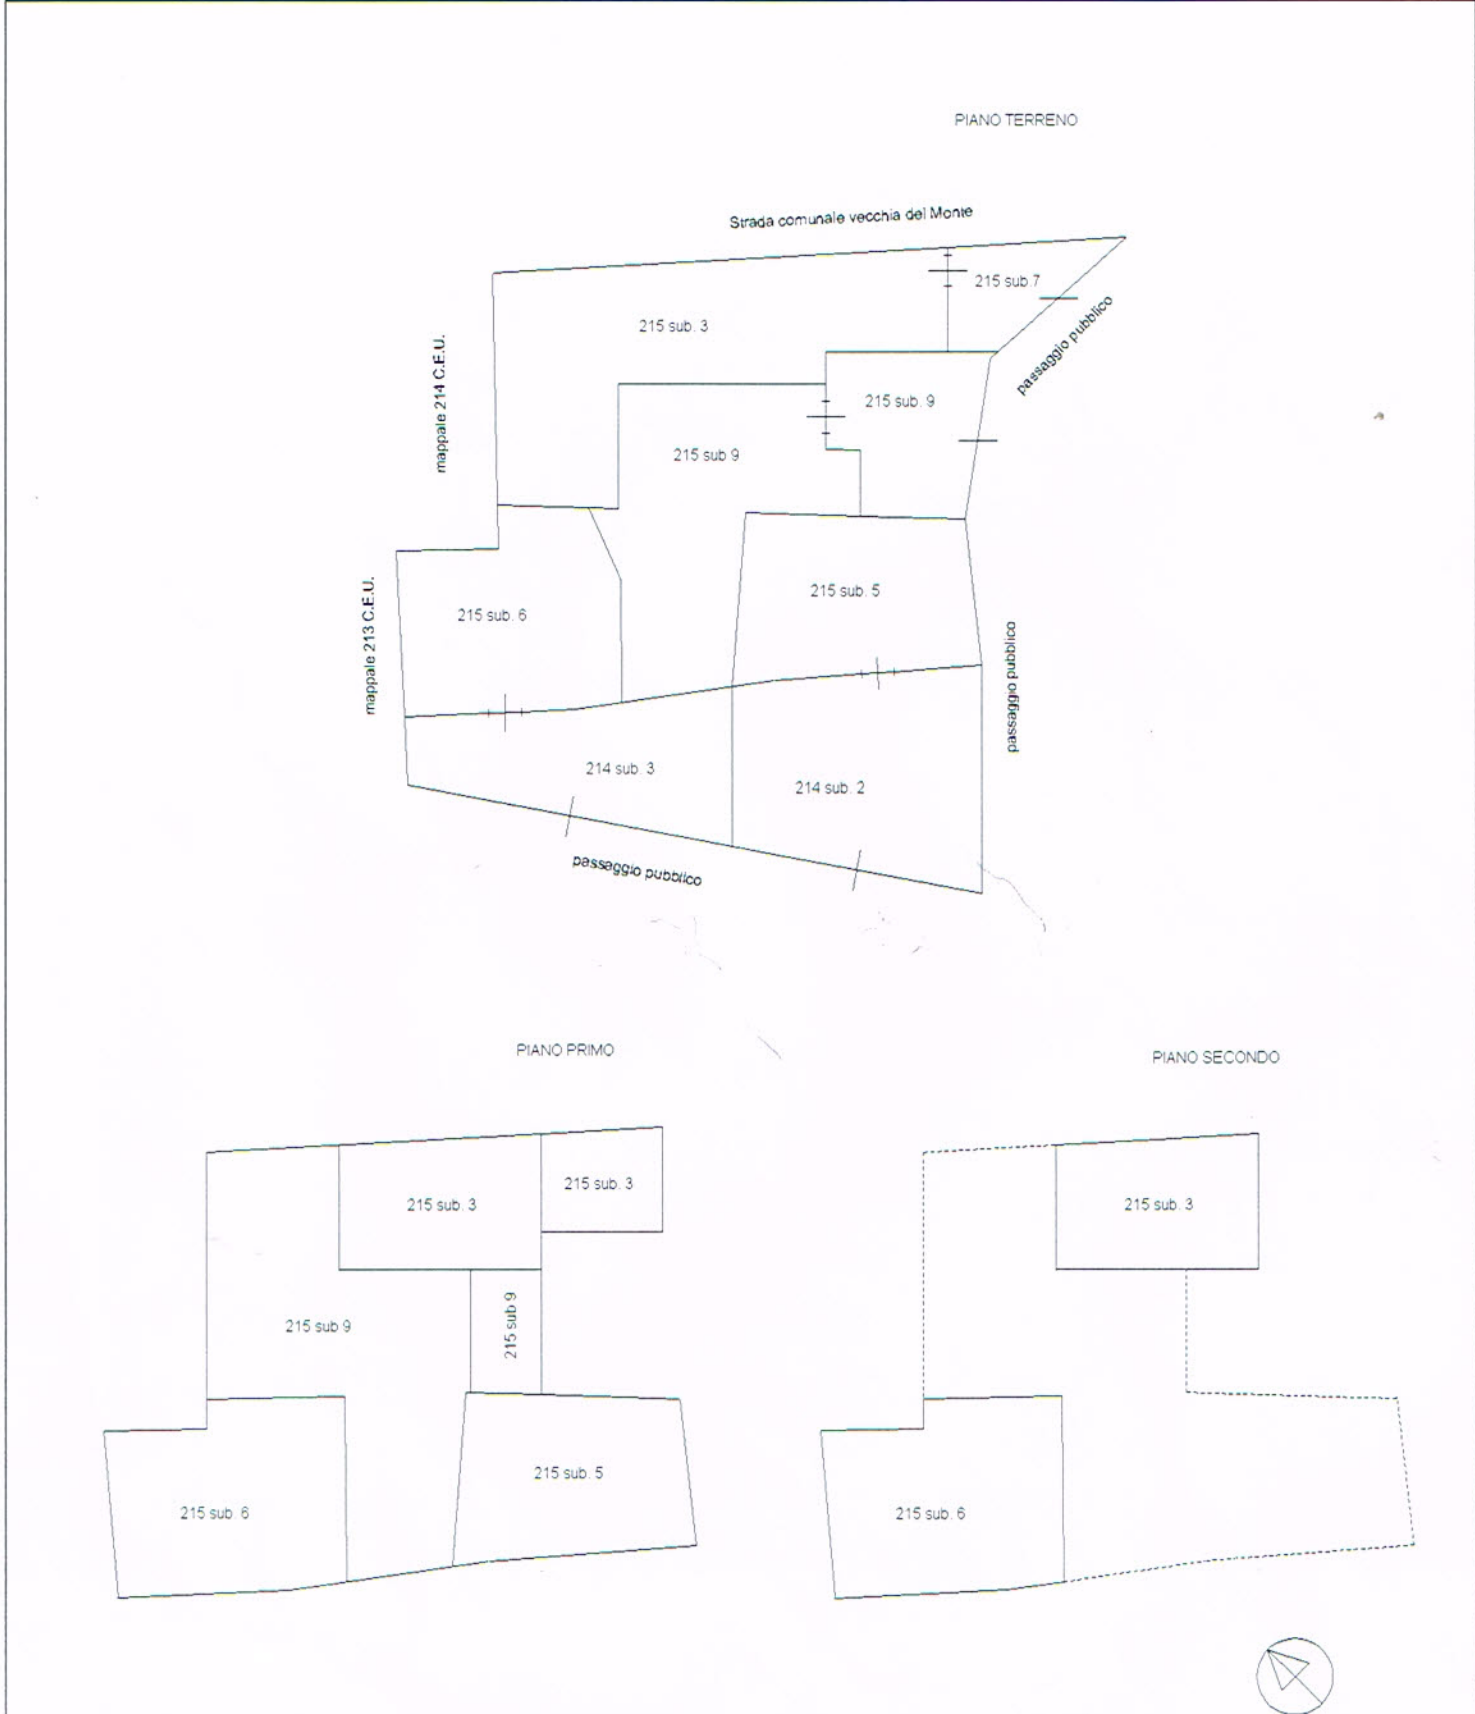 PIANO TERRENO
Strada comunale vecchia del Monte
215 sub.7
215 sub. 3
passaggio pubblico
mappale 214 C.E.U.
215 sub. 9
215 sub 9
215 sub. 5
215 sub. 6
mappale 213 C.E.U.
passaggio pubblico
214 sub. 3
214 sub. 2
passaggio pubblico
PIANO PRIMO
PIANO SECONDO
215 sub. 3
215 sub. 3
215 sub 9
215 sub 9
215 sub. 5
215 sub. 6
215 sub. 3
215 sub. 6